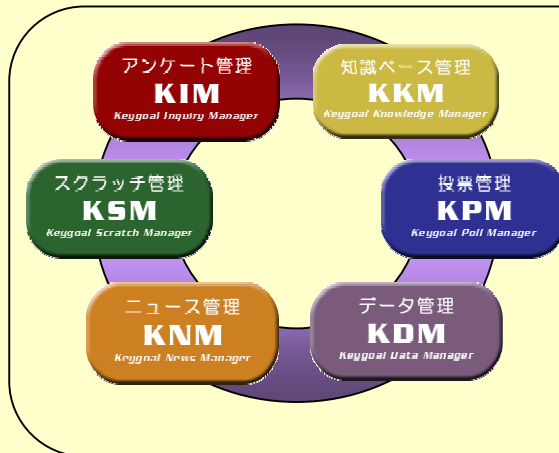 アンケート管理
KIM
Keygoal Inquiry Manager
知識ベース管理
KKM
Keygoal Knowledge Manager
スクラッチ管理
KSM
Keygoal Scratch Manager
投票管理
KPM
Keygoal Poll Manager
ニュース管理
KNM
Keygoal News Manager
データ管理
KDM
Keygoal Data Manager